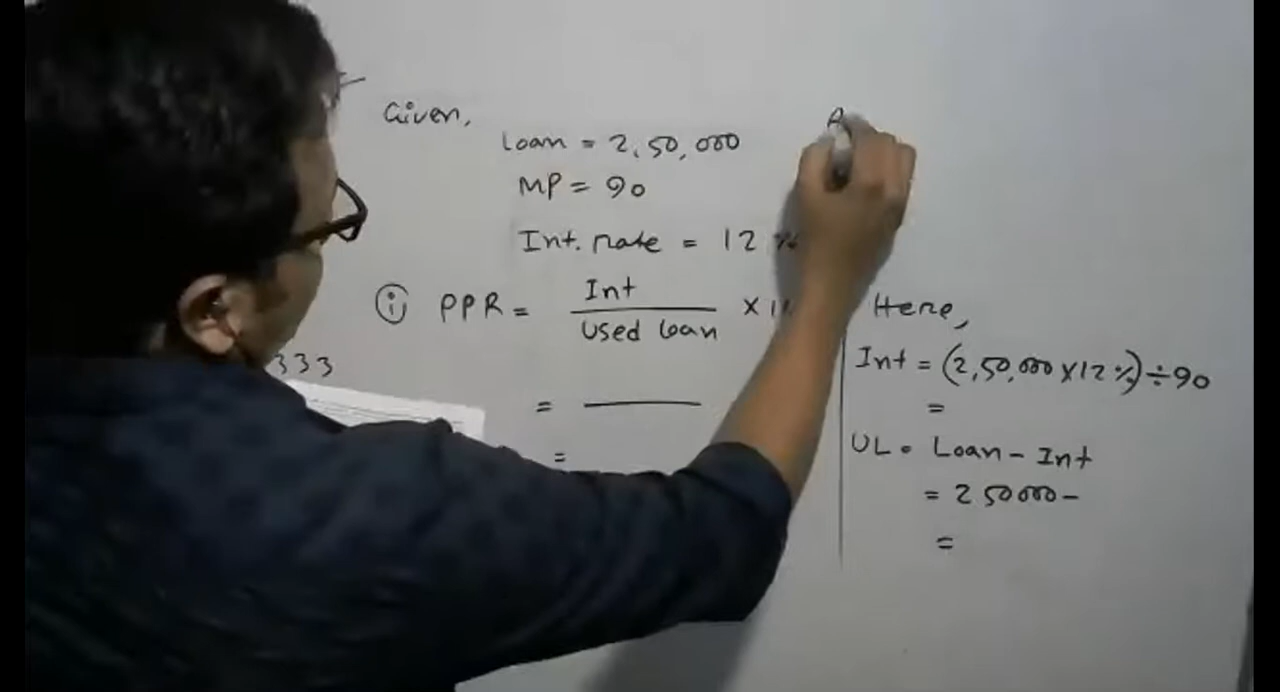 Given,
Loan = 2,50,000
MP = 90
Int. rate = 12 %
① PPR = Int / Used loan ×
333
=
=
Here,
Int = (2,50,000 × 12 %) ÷ 90
=
UL = Loan - Int
= 250000 -
=